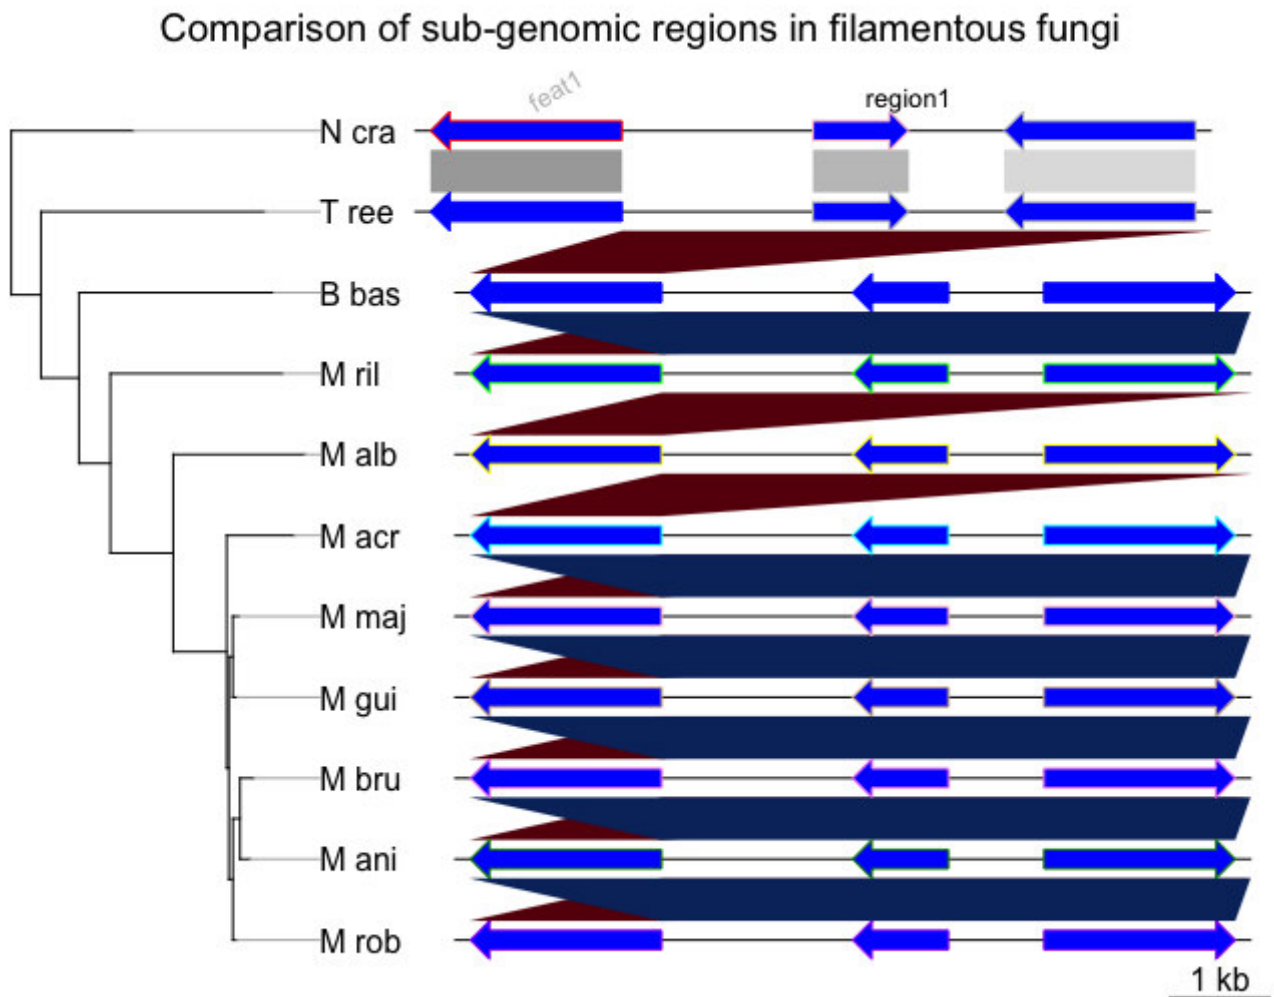 Comparison of sub-genomic regions in filamentous fungi
feat1
region1
N cra
T ree
B bas
M ril
M alb
M acr
M maj
M gui
M bru
M ani
M rob
1 kb